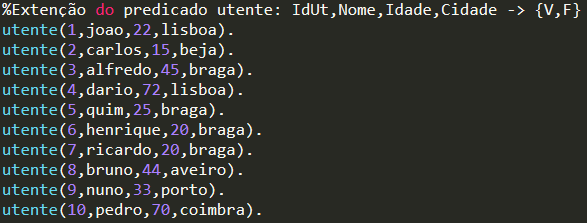 %Extenção do predicado utente: IdUt,Nome,Idade,Cidade -> {V,F}
utente(1,joao,22,lisboa).
utente(2,carlos,15,beja).
utente(3,alfredo,45,braga).
utente(4,dario,72,lisboa).
utente(5,quim,25,braga).
utente(6,henrique,20,braga).
utente(7,ricardo,20,braga).
utente(8,bruno,44,aveiro).
utente(9,nuno,33,porto).
utente(10,pedro,70,coimbra).